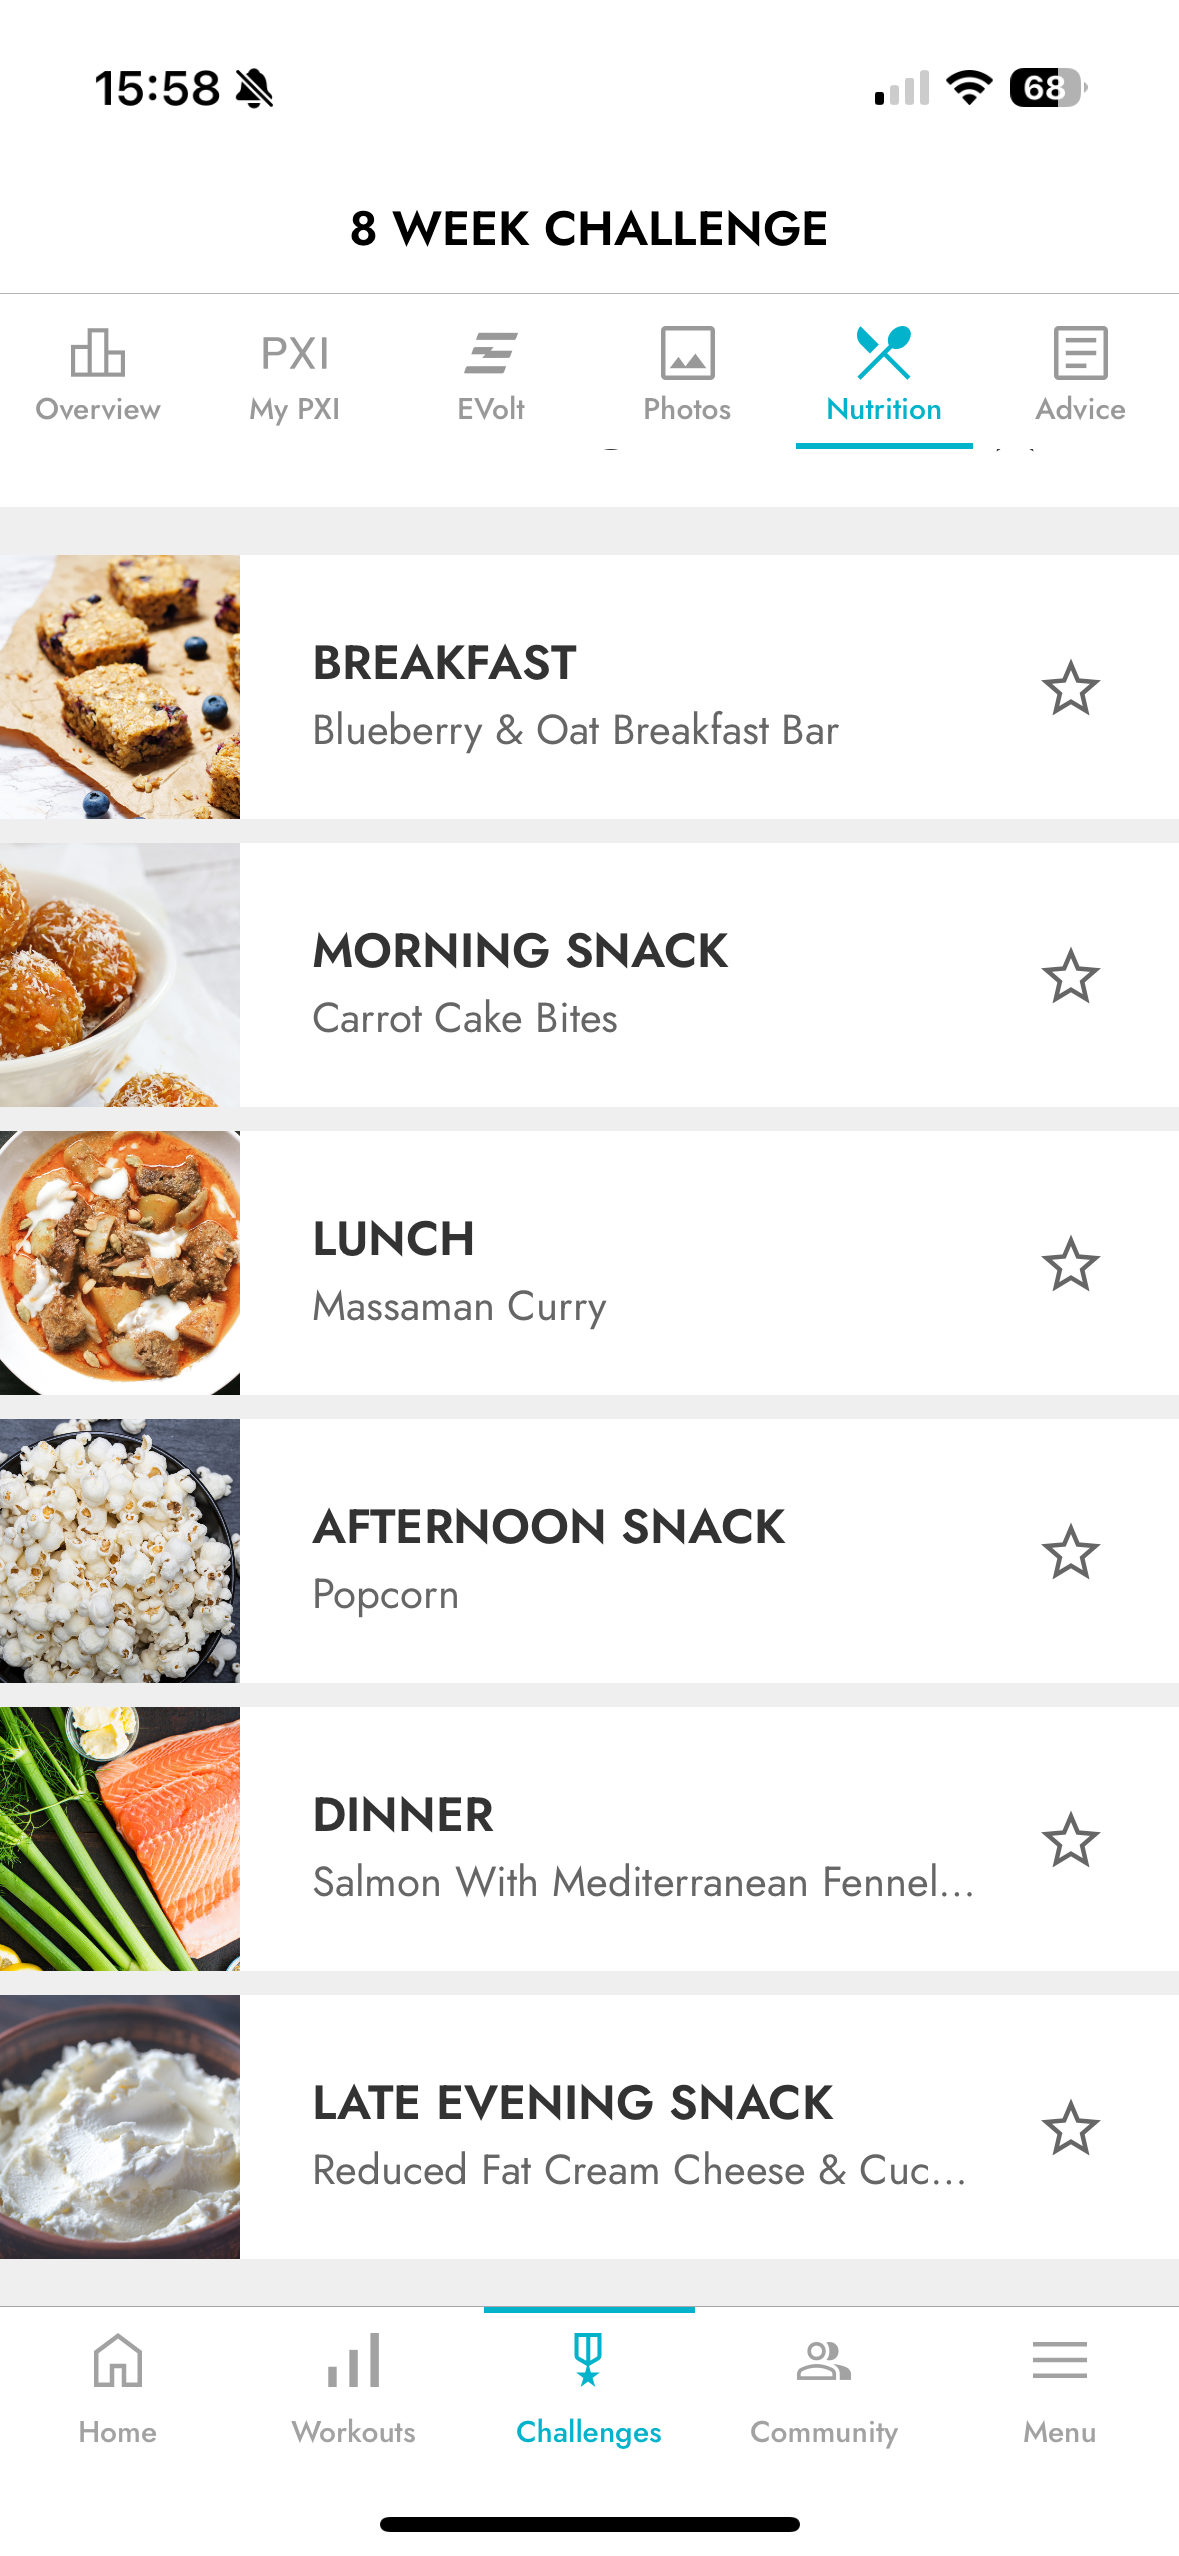 15:58
68
8 WEEK CHALLENGE
PXI
Overview
My PXI
EVolt
Photos
Nutrition
Advice
BREAKFAST
Blueberry & Oat Breakfast Bar
MORNING SNACK
Carrot Cake Bites
LUNCH
Massaman Curry
AFTERNOON SNACK
Popcorn
DINNER
Salmon With Mediterranean Fennel...
LATE EVENING SNACK
Reduced Fat Cream Cheese & Cuc...
Home
Workouts
Challenges
Community
Menu